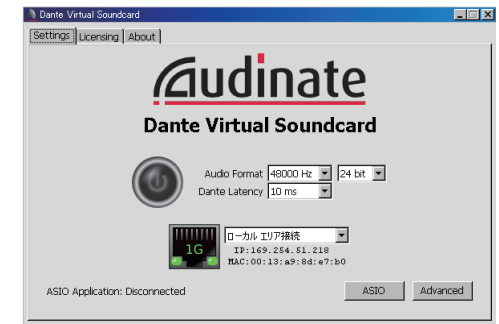 Dante Virtual Soundcard
Settings Licensing About
Audinate
Dante Virtual Soundcard
Audio Format 48000 Hz 24 bit
Dante Latency 10 ms
ローカル エリア接続
1G
IP:169.254.51.218
MAC:00:13:a9:8d:e7:b0
ASIO Application: Disconnected ASIO Advanced